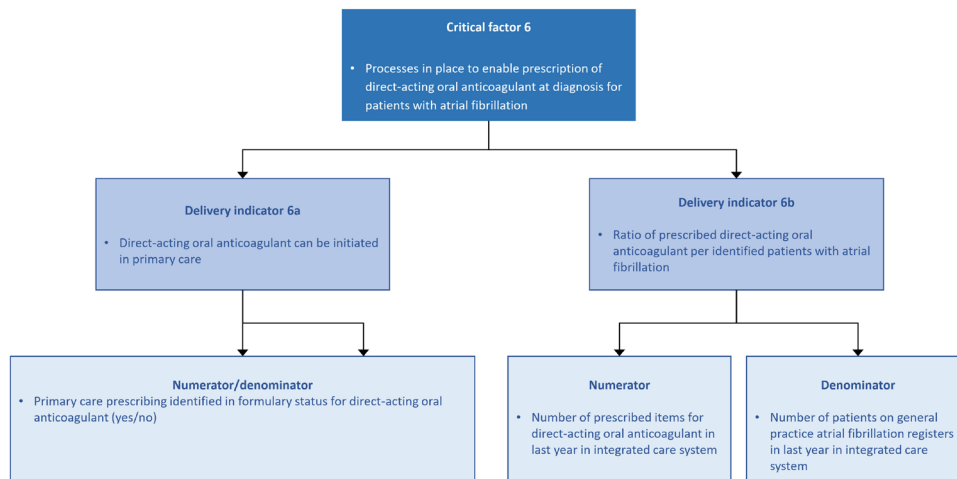 Critical factor 6
• Processes in place to enable prescription of
direct-acting oral anticoagulant at diagnosis for
patients with atrial fibrillation
Delivery indicator 6a
• Direct-acting oral anticoagulant can be initiated
in primary care
Delivery indicator 6b
• Ratio of prescribed direct-acting oral
anticoagulant per identified patients with atrial
fibrillation
Numerator/denominator
• Primary care prescribing identified in formulary status for direct-acting oral
anticoagulant (yes/no)
Numerator
• Number of prescribed items for
direct-acting oral anticoagulant in
last year in integrated care system
Denominator
• Number of patients on general
practice atrial fibrillation registers
in last year in integrated care
system